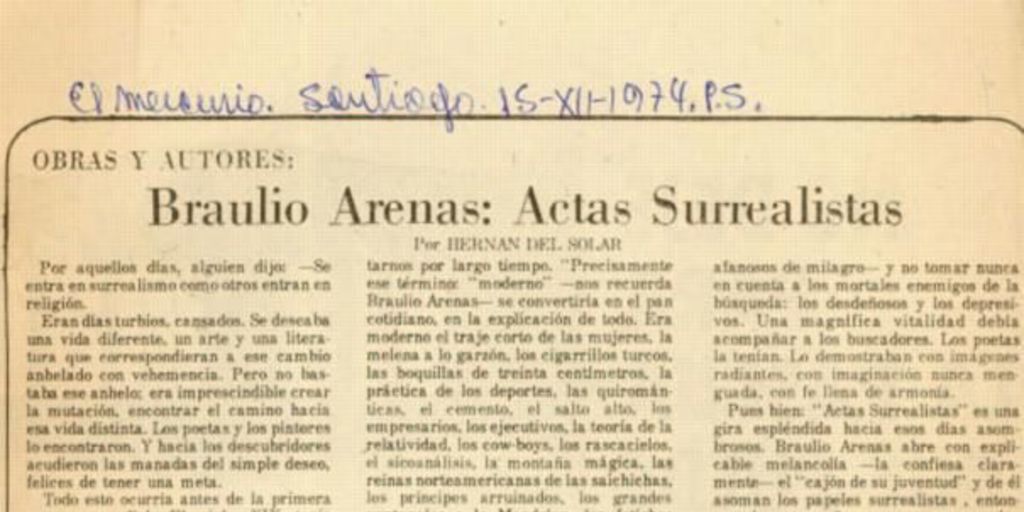 El Mercurio. Santiago. 15-XII-1974. P.S.
OBRAS Y AUTORES:
Braulio Arenas: Actas Surrealistas
Por HERNAN DEL SOLAR
Por aquellos días, alguien dijo: —Se
entra en surrealismo como otros entran en
religión.
Eran días turbios, cansados. Se deseaba
una vida diferente, un arte y una litera-
tura que correspondieran a ese cambio
anhelado con vehemencia. Pero no bas-
taba ese anhelo; era imprescindible crear
la mutación, encontrar el camino hacia
esa vida distinta. Los poetas y los pintores
lo encontraron. Y hacia los descubridores
acudieron las manadas del simple deseo,
felices de tener una meta.
Todo esto ocurría antes de la primera
tarnos por largo tiempo. "Precisamente
ese término: "moderno" —nos recuerda
Braulio Arenas— se convertiría en el pan
cotidiano, en la explicación de todo. Era
moderno el traje corto de las mujeres, la
melena a lo garzón, los cigarrillos turcos,
las boquillas de treinta centímetros, la
práctica de los deportes, las quiromán-
ticas, el cemento, el salto alto, los
empresarios, los ejecutivos, la teoría de la
relatividad, los cow-boys, los rascacielos,
el sicoanálisis, la montaña mágica, las
reinas norteamericanas de las salchichas,
los príncipes arruinados, los grandes
afanosos de milagro— y no tomar nunca
en cuenta a los mortales enemigos de la
búsqueda: los desdeñosos y los depresi-
vos. Una magnífica vitalidad debía
acompañar a los buscadores. Los poetas
la tenían. Lo demostraban con imágenes
radiantes, con imaginación nunca men-
guada, con fe llena de armonía.
Pues bien: "Actas Surrealistas" es una
gira espléndida hacia esos días asom-
brosos. Braulio Arenas abre con expli-
cable melancolía —la confiesa clara-
mente— el "cajón de su juventud" y de él
asoman los papeles surrealistas, enton-